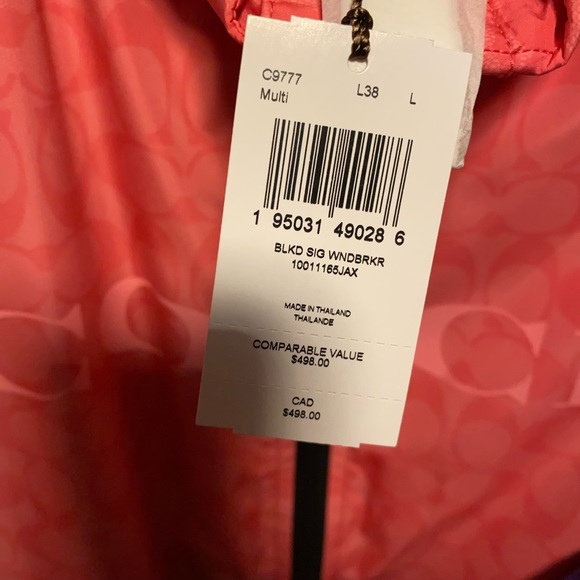 C9777 L38 L
Multi
1 95031 49028 6
BLKD SIG WNDBRKR
10011165JAX
MADE IN THAILAND
THAILANDE
COMPARABLE VALUE
$498.00
CAD
$498.00